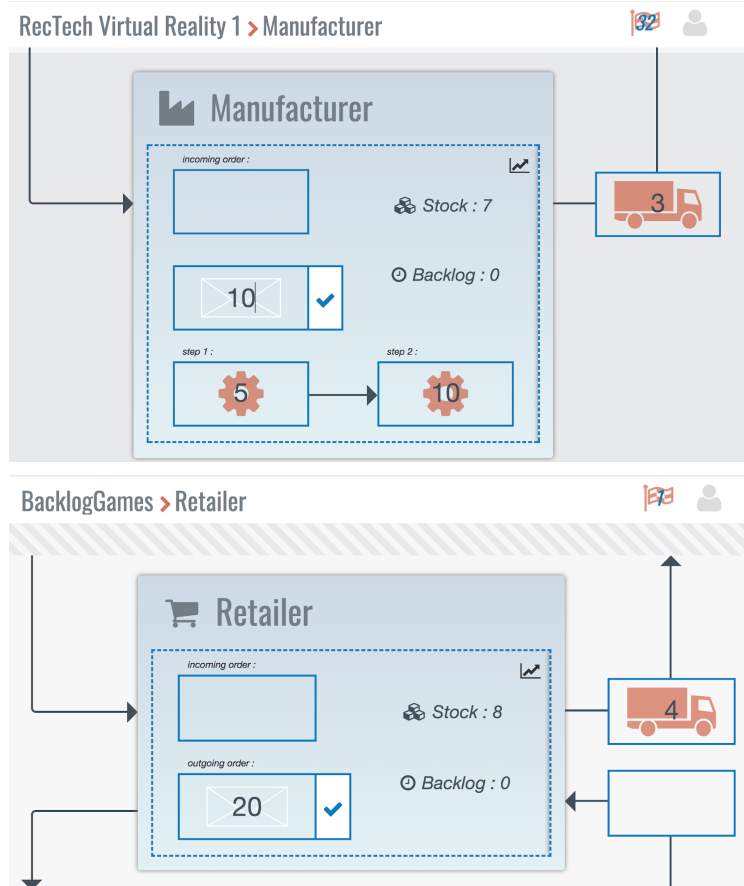 RecTech Virtual Reality 1 > Manufacturer
32
Manufacturer
incoming order :
Stock : 7
3
Backlog : 0
10
step 1 :
step 2 :
5
10
BacklogGames > Retailer
1
Retailer
incoming order :
Stock : 8
4
outgoing order :
Backlog : 0
20